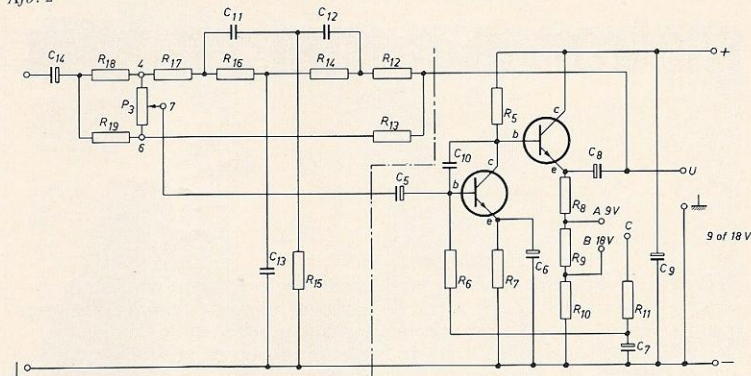 Afb. 2
C11
C12
C14
R18
4
R17
R16
R14
R12
+
P3
7
R5
c
b
R19
6
R13
C10
c
e
C8
U
C5
b
R8
e
A 9V
9 of 18 V
B 18V
C
C13
R15
R6
R7
C6
R9
C9
R10
R11
C7
I
−